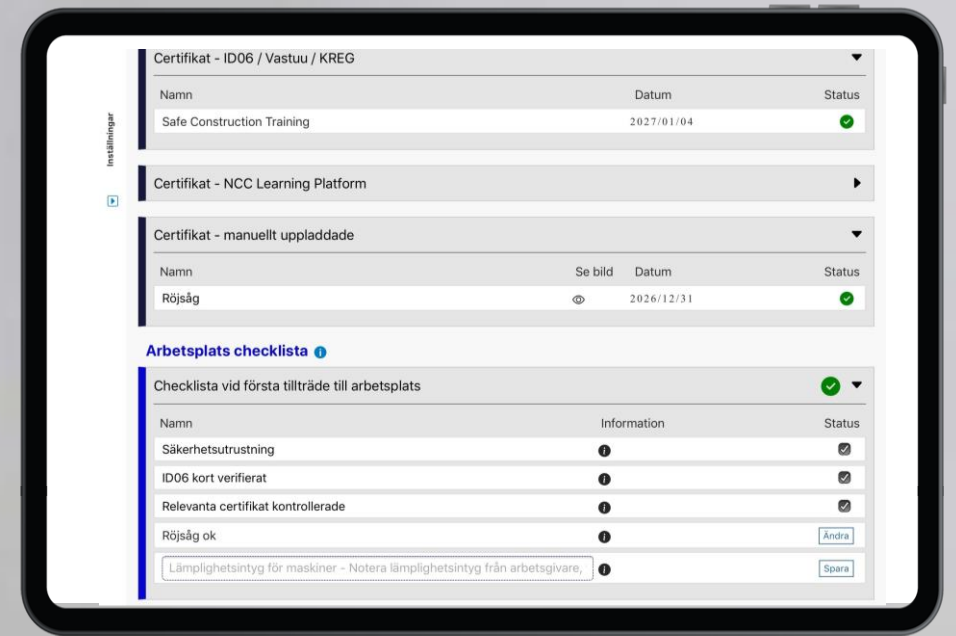 Certifikat - ID06 / Vastuu / KREG
Namn Datum Status
Safe Construction Training 2027/01/04
Inställningar
Certifikat - NCC Learning Platform
Certifikat - manuellt uppladdade
Namn Se bild Datum Status
Röjsåg 2026/12/31
Arbetsplats checklista
Checklista vid första tillträde till arbetsplats
Namn Information Status
Säkerhetsutrustning
ID06 kort verifierat
Relevanta certifikat kontrollerade
Röjsåg ok Ändra
Lämplighetsintyg för maskiner - Notera lämplighetsintyg från arbetsgivare, Spara